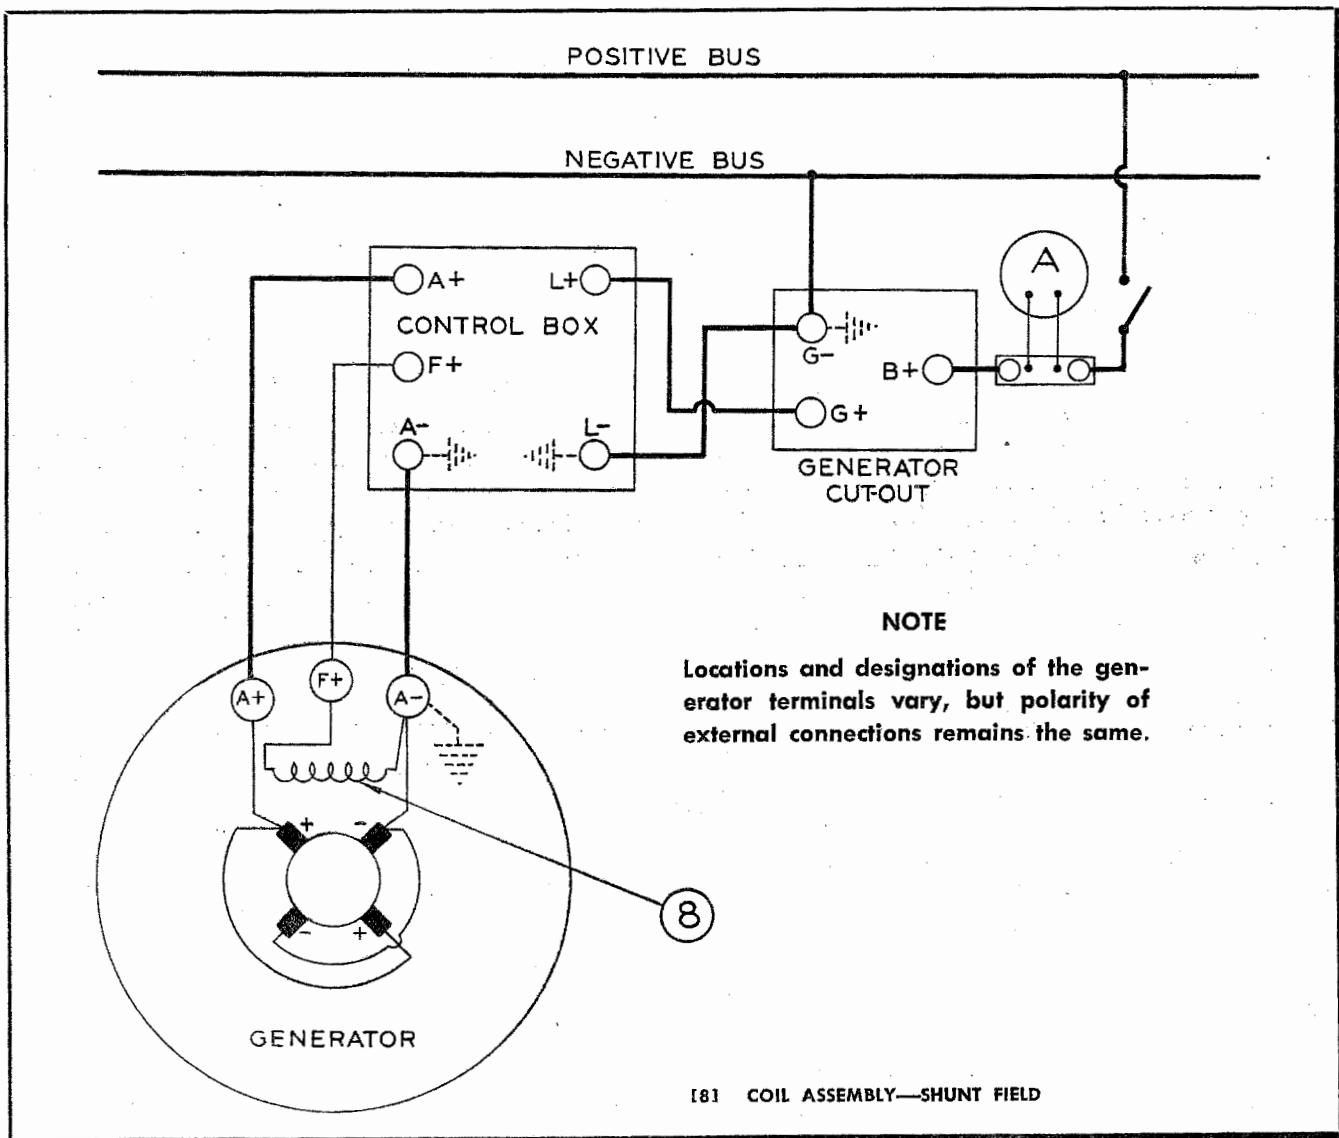 POSITIVE BUS
NEGATIVE BUS
A
A+
L+
CONTROL BOX
F+
G-
B+
G+
A-
L-
GENERATOR
CUT-OUT
NOTE
Locations and designations of the gen-
erator terminals vary, but polarity of
external connections remains the same.
A+
F+
A-
+
-
-
+
8
GENERATOR
[8] COIL ASSEMBLY—SHUNT FIELD